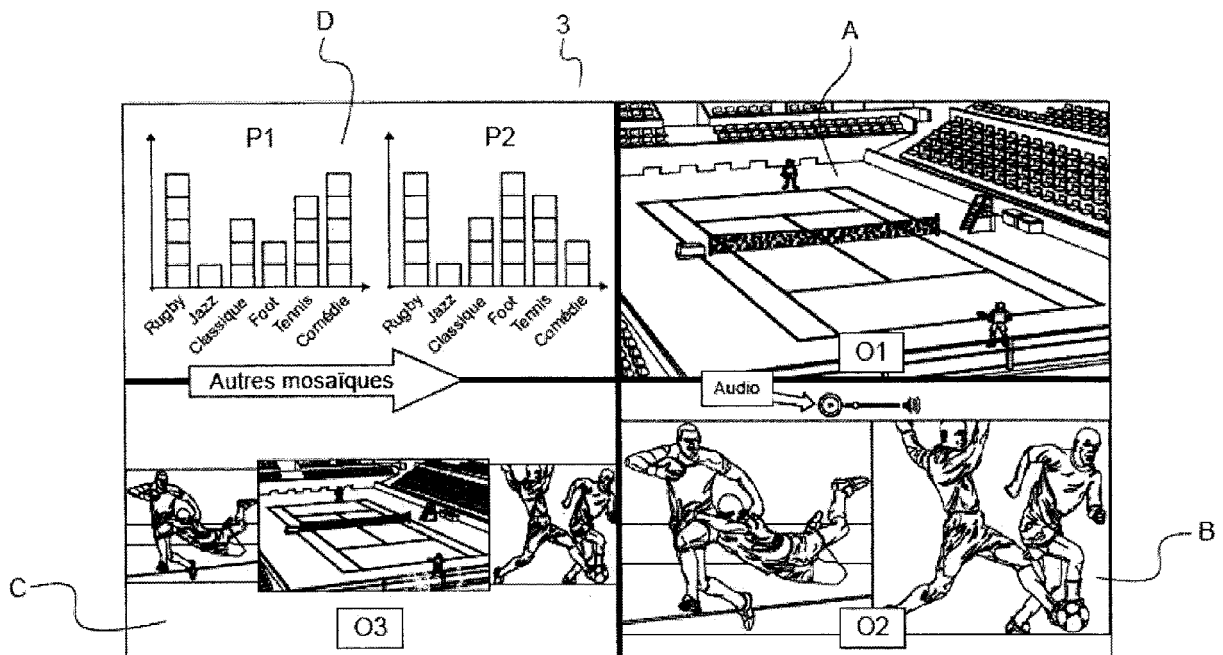 D
3
A
P1
P2
Rugby
Jazz
Classique
Foot
Tennis
Comédie
Rugby
Jazz
Classique
Foot
Tennis
Comédie
O1
Autres mosaïques
Audio
B
C
O3
O2